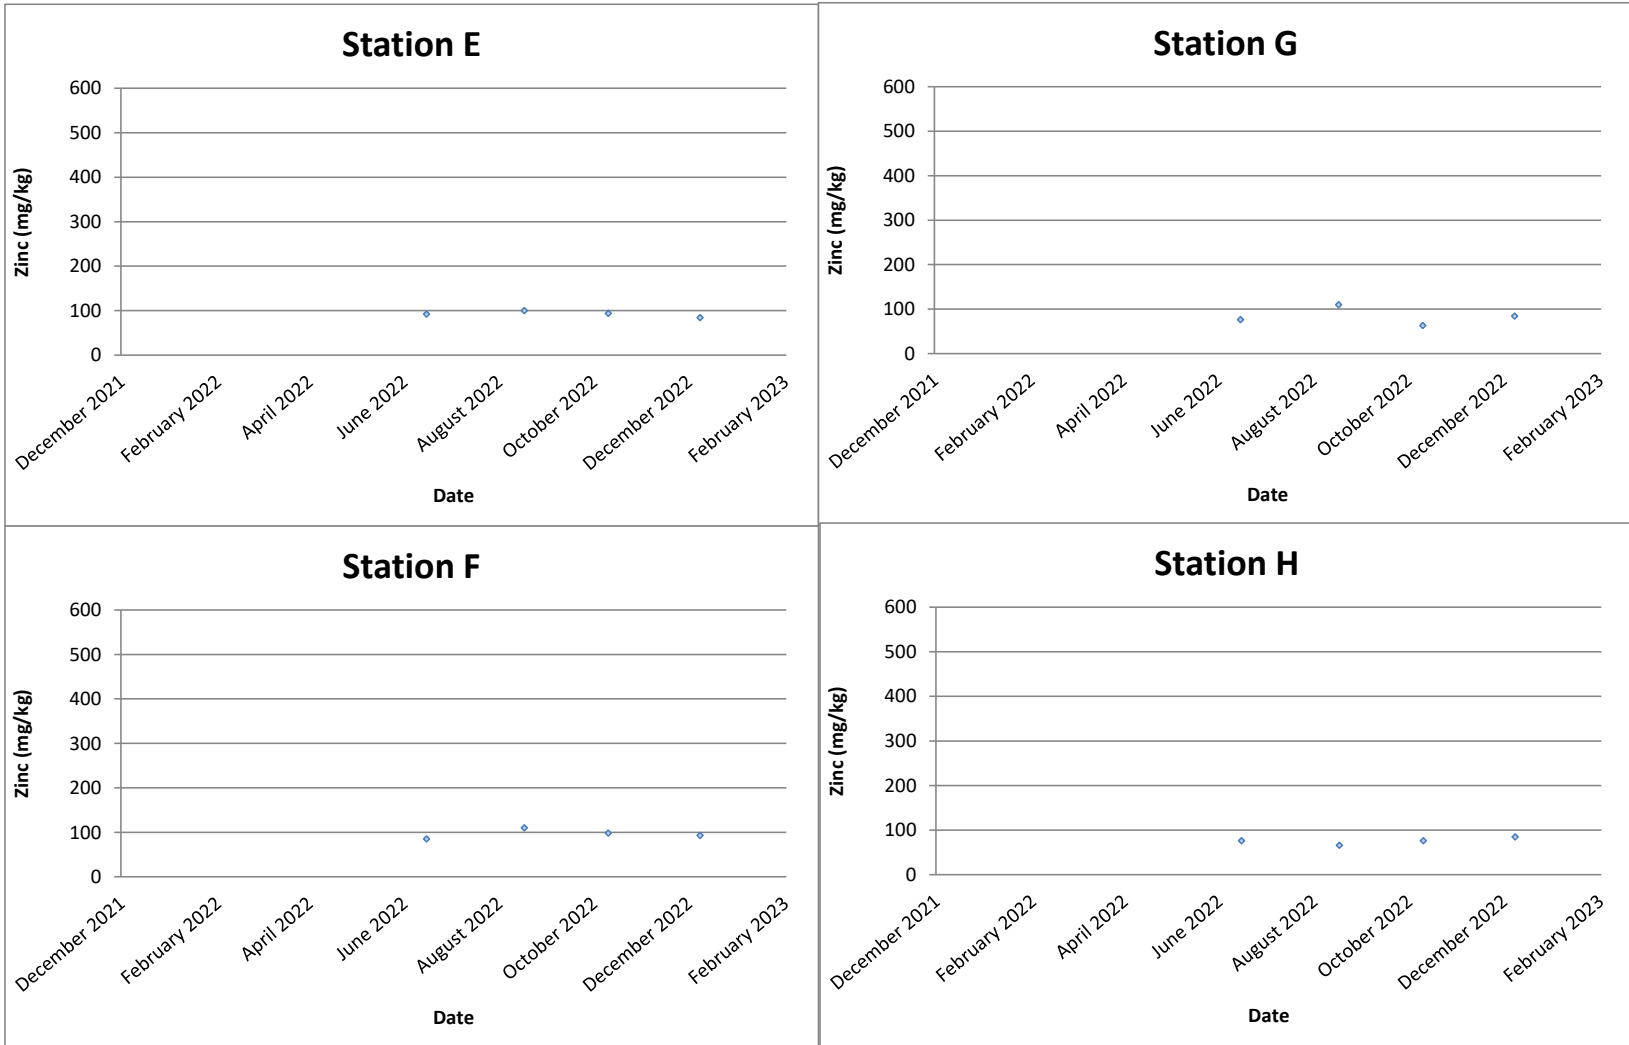 Station E
600
500
400
300
200
100
0
Zinc (mg/kg)
December 2021
February 2022
April 2022
June 2022
August 2022
October 2022
December 2022
February 2023
Date
Station G
600
500
400
300
200
100
0
Zinc (mg/kg)
December 2021
February 2022
April 2022
June 2022
August 2022
October 2022
December 2022
February 2023
Date
Station F
600
500
400
300
200
100
0
Zinc (mg/kg)
December 2021
February 2022
April 2022
June 2022
August 2022
October 2022
December 2022
February 2023
Date
Station H
600
500
400
300
200
100
0
Zinc (mg/kg)
December 2021
February 2022
April 2022
June 2022
August 2022
October 2022
December 2022
February 2023
Date